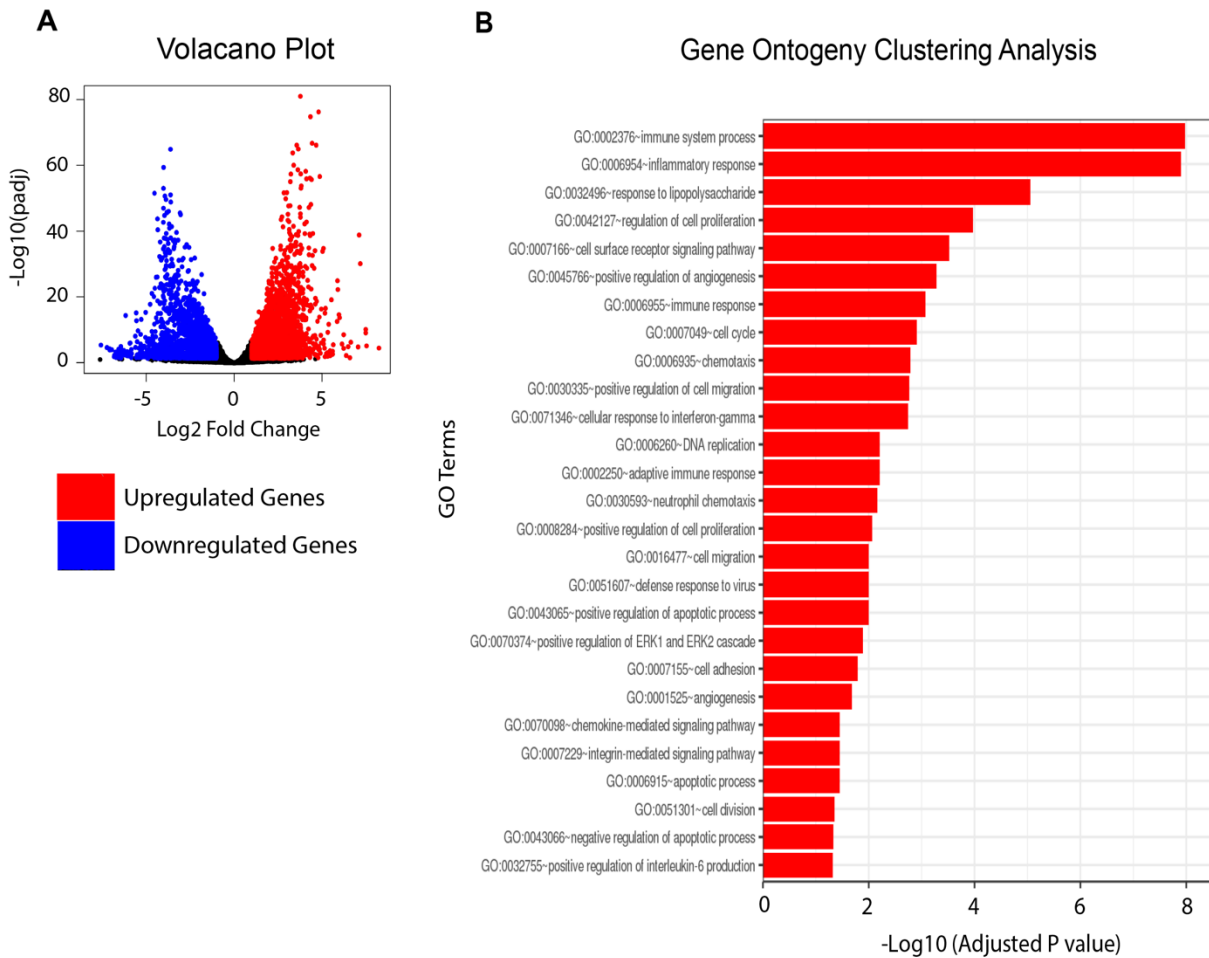 A
Volacano Plot
80
60
40
20
0
-Log10(padj)
-5 0 5
Log2 Fold Change
Upregulated Genes
Downregulated Genes
B
Gene Ontogeny Clustering Analysis
GO Terms
GO:0002376~immune system process
GO:0006954~inflammatory response
GO:0032496~response to lipopolysaccharide
GO:0042127~regulation of cell proliferation
GO:0007166~cell surface receptor signaling pathway
GO:0045766~positive regulation of angiogenesis
GO:0006955~immune response
GO:0007049~cell cycle
GO:0006935~chemotaxis
GO:0030335~positive regulation of cell migration
GO:0071346~cellular response to interferon-gamma
GO:0006260~DNA replication
GO:0002250~adaptive immune response
GO:0030593~neutrophil chemotaxis
GO:0008284~positive regulation of cell proliferation
GO:0016477~cell migration
GO:0051607~defense response to virus
GO:0043065~positive regulation of apoptotic process
GO:0070374~positive regulation of ERK1 and ERK2 cascade
GO:0007155~cell adhesion
GO:0001525~angiogenesis
GO:0070098~chemokine-mediated signaling pathway
GO:0007229~integrin-mediated signaling pathway
GO:0006915~apoptotic process
GO:0051301~cell division
GO:0043066~negative regulation of apoptotic process
GO:0032755~positive regulation of interleukin-6 production
0 2 4 6 8
-Log10 (Adjusted P value)